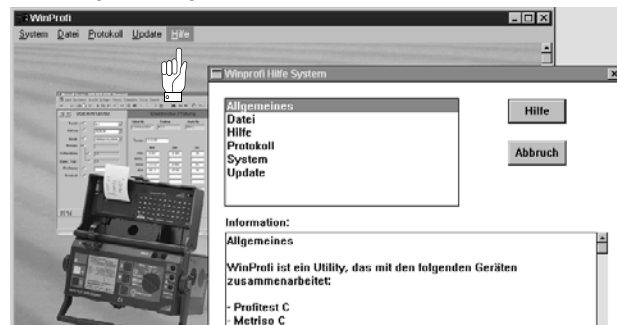 WinProfi
System Datei Protokoll Update Hilfe
Winprofi Hilfe System
Allgemeines
Datei
Hilfe
Protokoll
System
Update
Hilfe
Abbruch
Information:
Allgemeines
WinProfi ist ein Utility, das mit den folgenden Geräten
zusammenarbeitet:
- Profitest C
- Metriso C